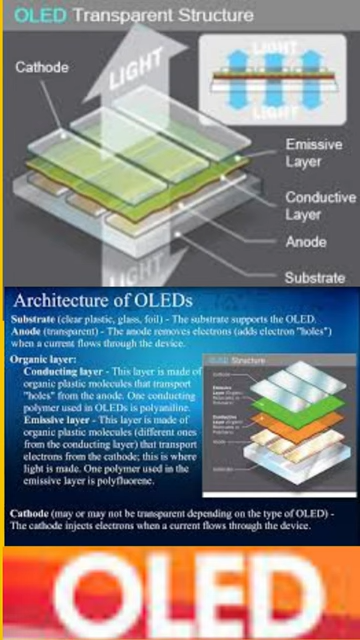 OLED Transparent Structure
LIGHT
LIGHT
Cathode
LIGHT
Emissive
Layer
Conductive
Layer
Anode
LIGHT
Substrate
Architecture of OLEDs
Substrate (clear plastic, glass, foil) - The substrate supports the OLED.
Anode (transparent) - The anode removes electrons (adds electron "holes")
when a current flows through the device.
Organic layer:
Conducting layer - This layer is made of
organic plastic molecules that transport
"holes" from the anode. One conducting
polymer used in OLEDs is polyaniline.
Emissive layer - This layer is made of
organic plastic molecules (different ones
from the conducting layer) that transport
electrons from the cathode; this is where
light is made. One polymer used in the
emissive layer is polyfluorene.
OLED Structure
Cathode (may or may not be transparent depending on the type of OLED) -
The cathode injects electrons when a current flows through the device.
OLED